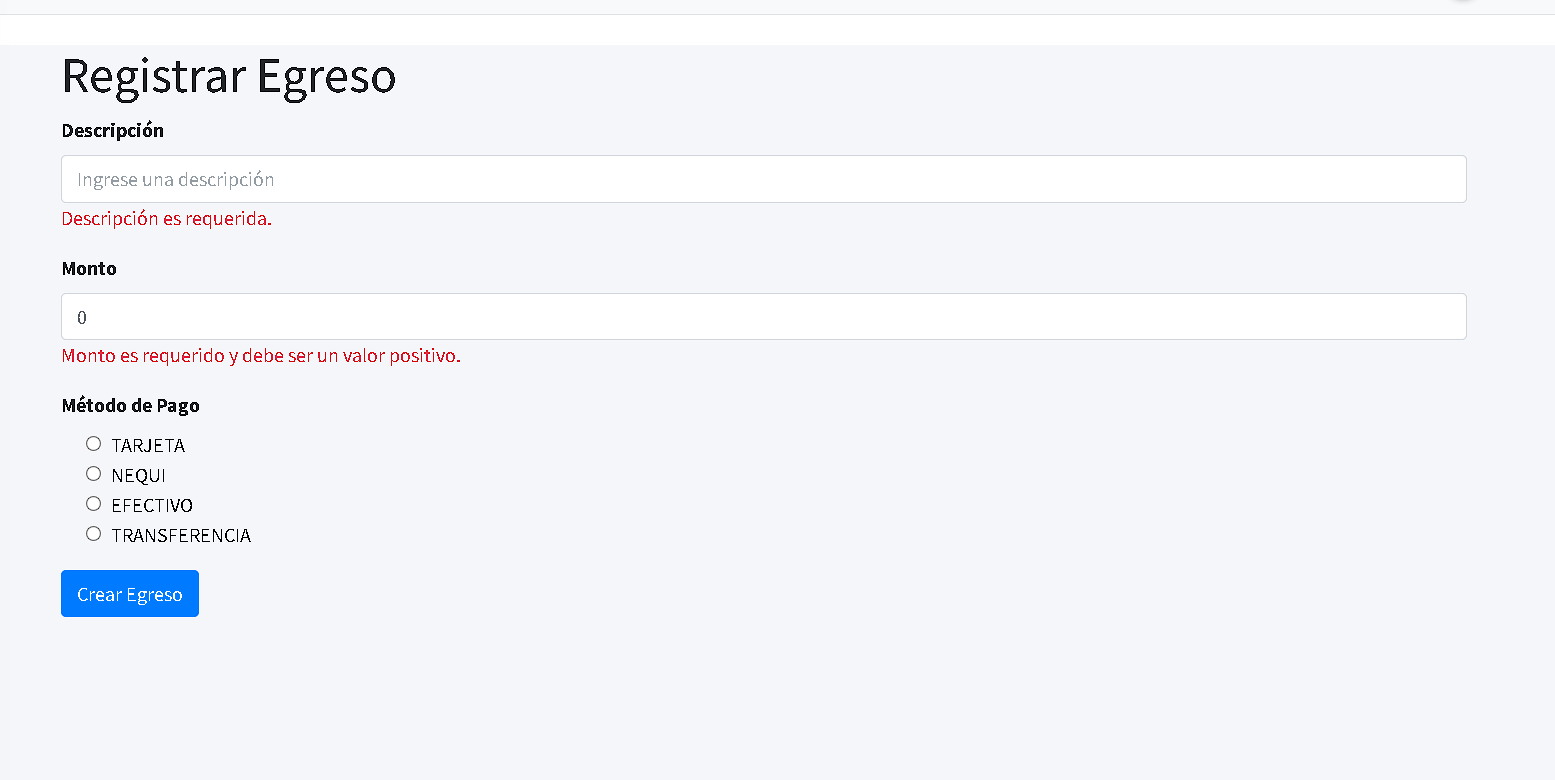 Registrar Egreso
Descripción
Ingrese una descripción
Descripción es requerida.
Monto
0
Monto es requerido y debe ser un valor positivo.
Método de Pago
TARJETA
NEQUI
EFECTIVO
TRANSFERENCIA
Crear Egreso